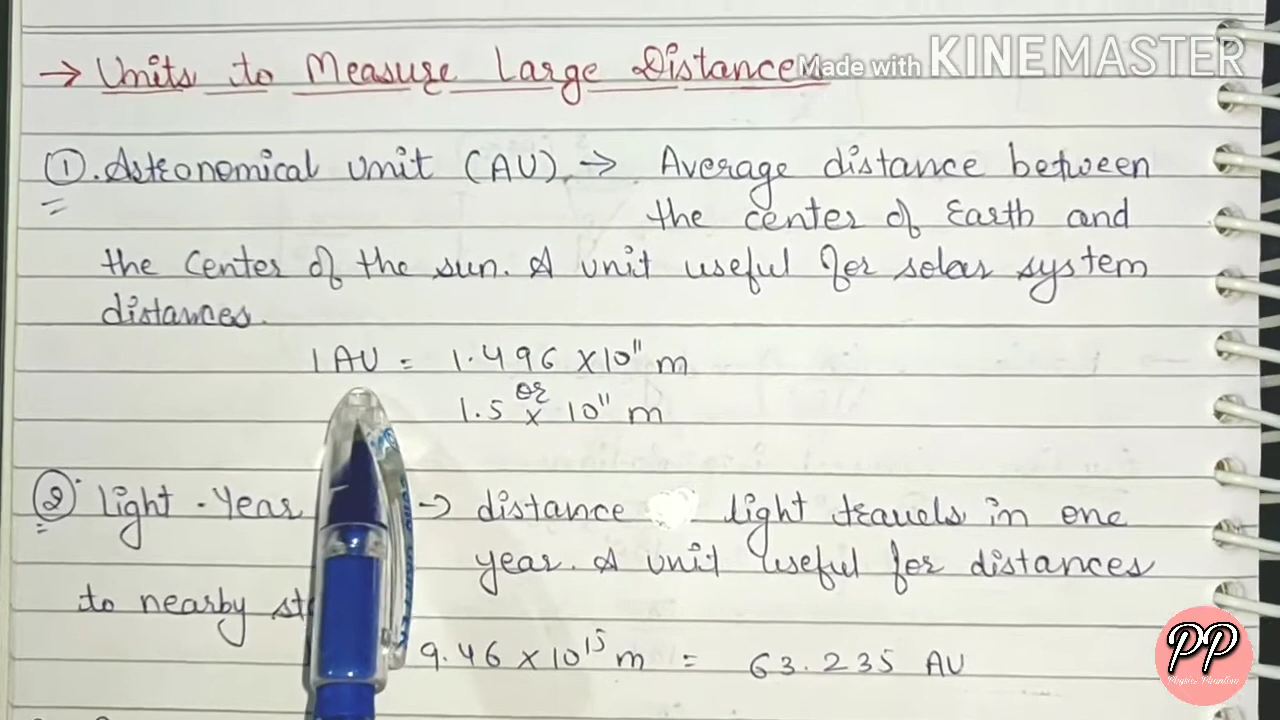 → Units to Measure Large Distances
Made with KINEMASTER
①. Astronomical unit (AU) → Average distance between
the center of Earth and
the center of the sun. A unit useful for solar system
distances.
1 AU = 1.496 X10¹¹ m
or
1.5 x 10¹¹ m
② Light-Year → distance light travels in one
year. A unit useful for distances
to nearby
9.46 x 10¹⁵ m = 63.235 AU
PP